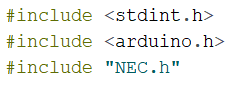 #include <stdint.h>
#include <arduino.h>
#include "NEC.h"